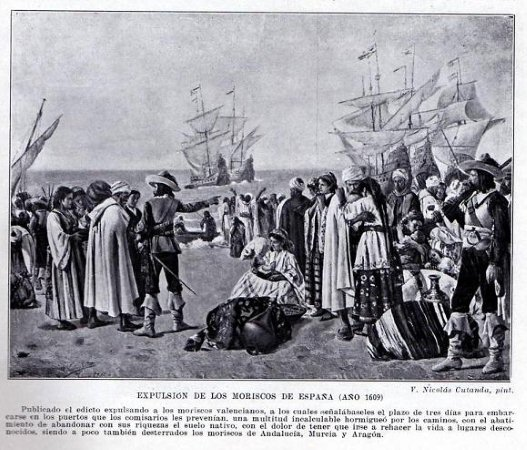 V. Nicolás Cutanda, pint.
EXPULSIÓN DE LOS MORISCOS DE ESPAÑA (AÑO 1609)
Publicado el edicto expulsando a los moriscos valencianos, a los cuales señalábaseles el plazo de tres días para embar-
carse en los puertos que los comisarios les prevenían, una multitud incalculable hormigueó por los caminos, con el abati-
miento de abandonar con sus riquezas el suelo nativo, con el dolor de tener que irse a rehacer la vida a lugares desco-
nocidos, siendo a poco también desterrados los moriscos de Andalucía, Murcia y Aragón.